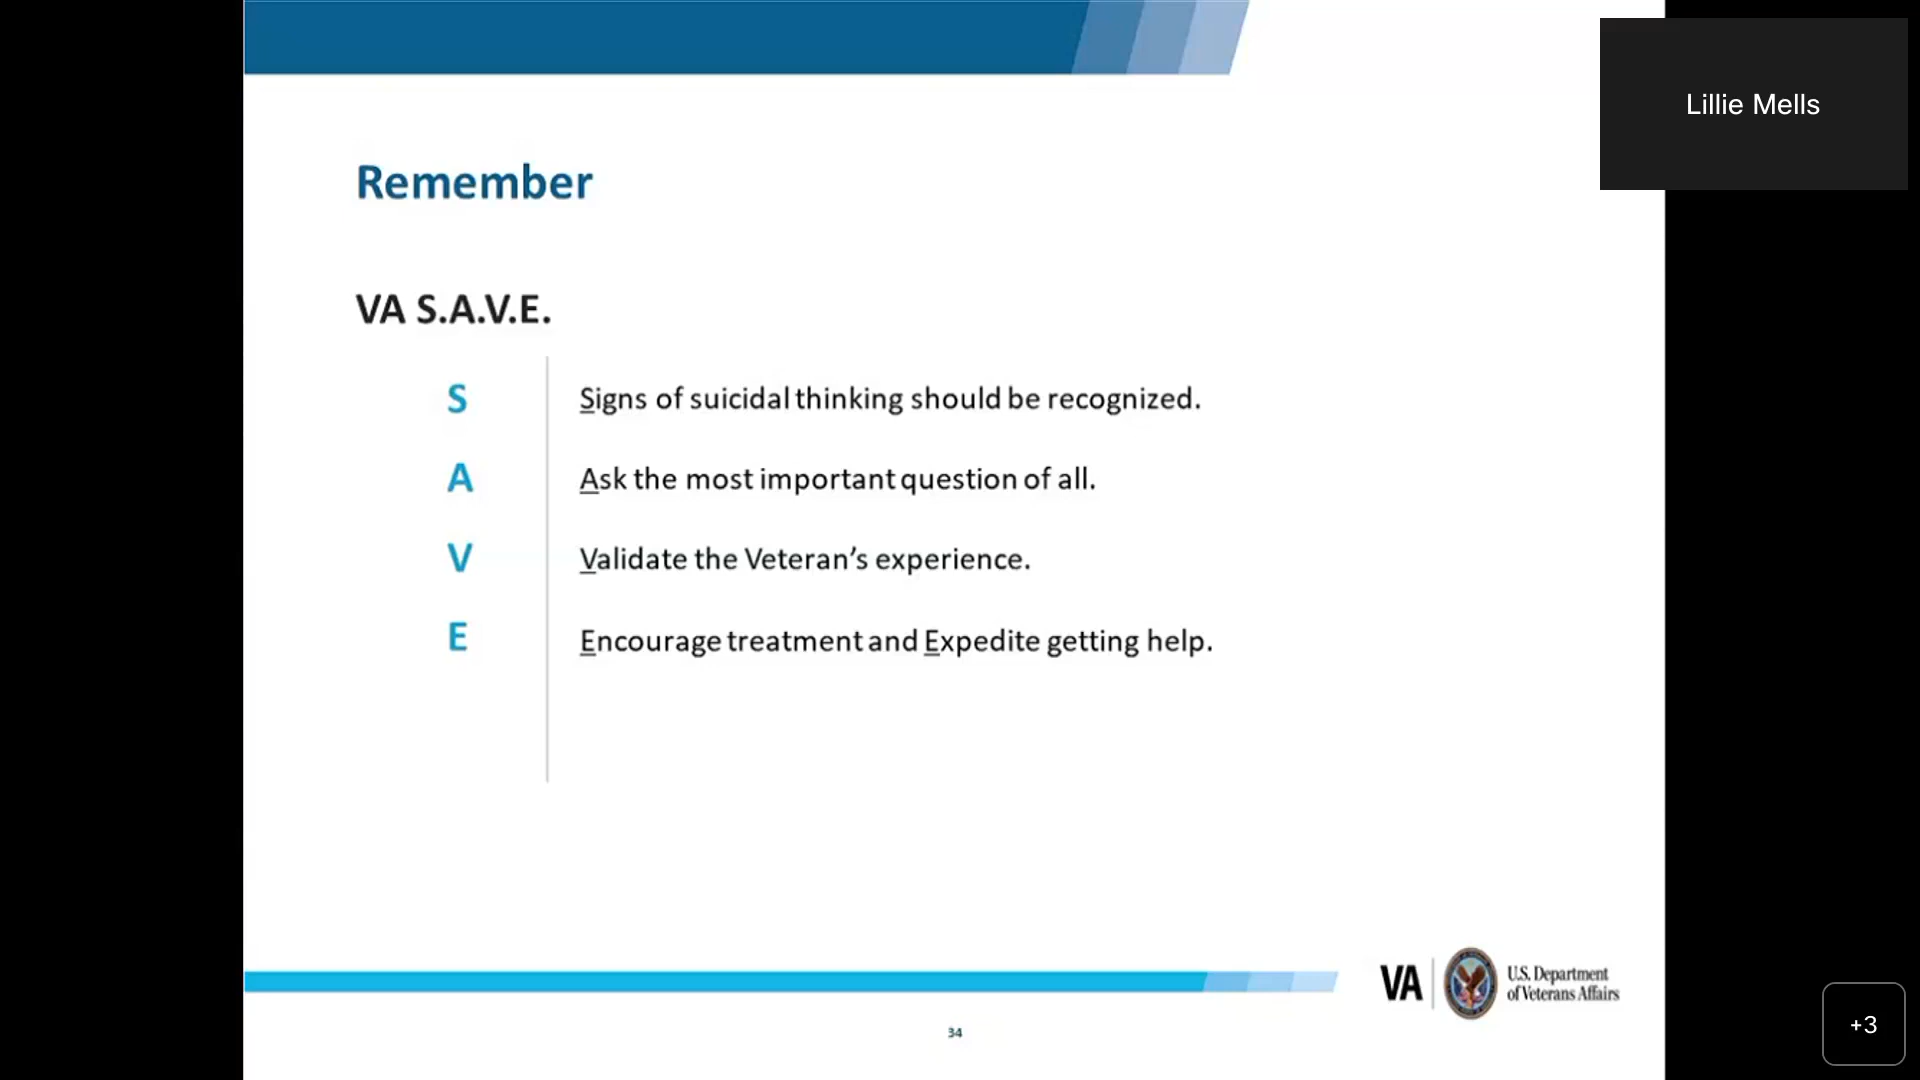 Lillie Mells
Remember
VA S.A.V.E.
S Signs of suicidal thinking should be recognized.
A Ask the most important question of all.
V Validate the Veteran’s experience.
E Encourage treatment and Expedite getting help.
VA
U.S. Department
of Veterans Affairs
34
+3